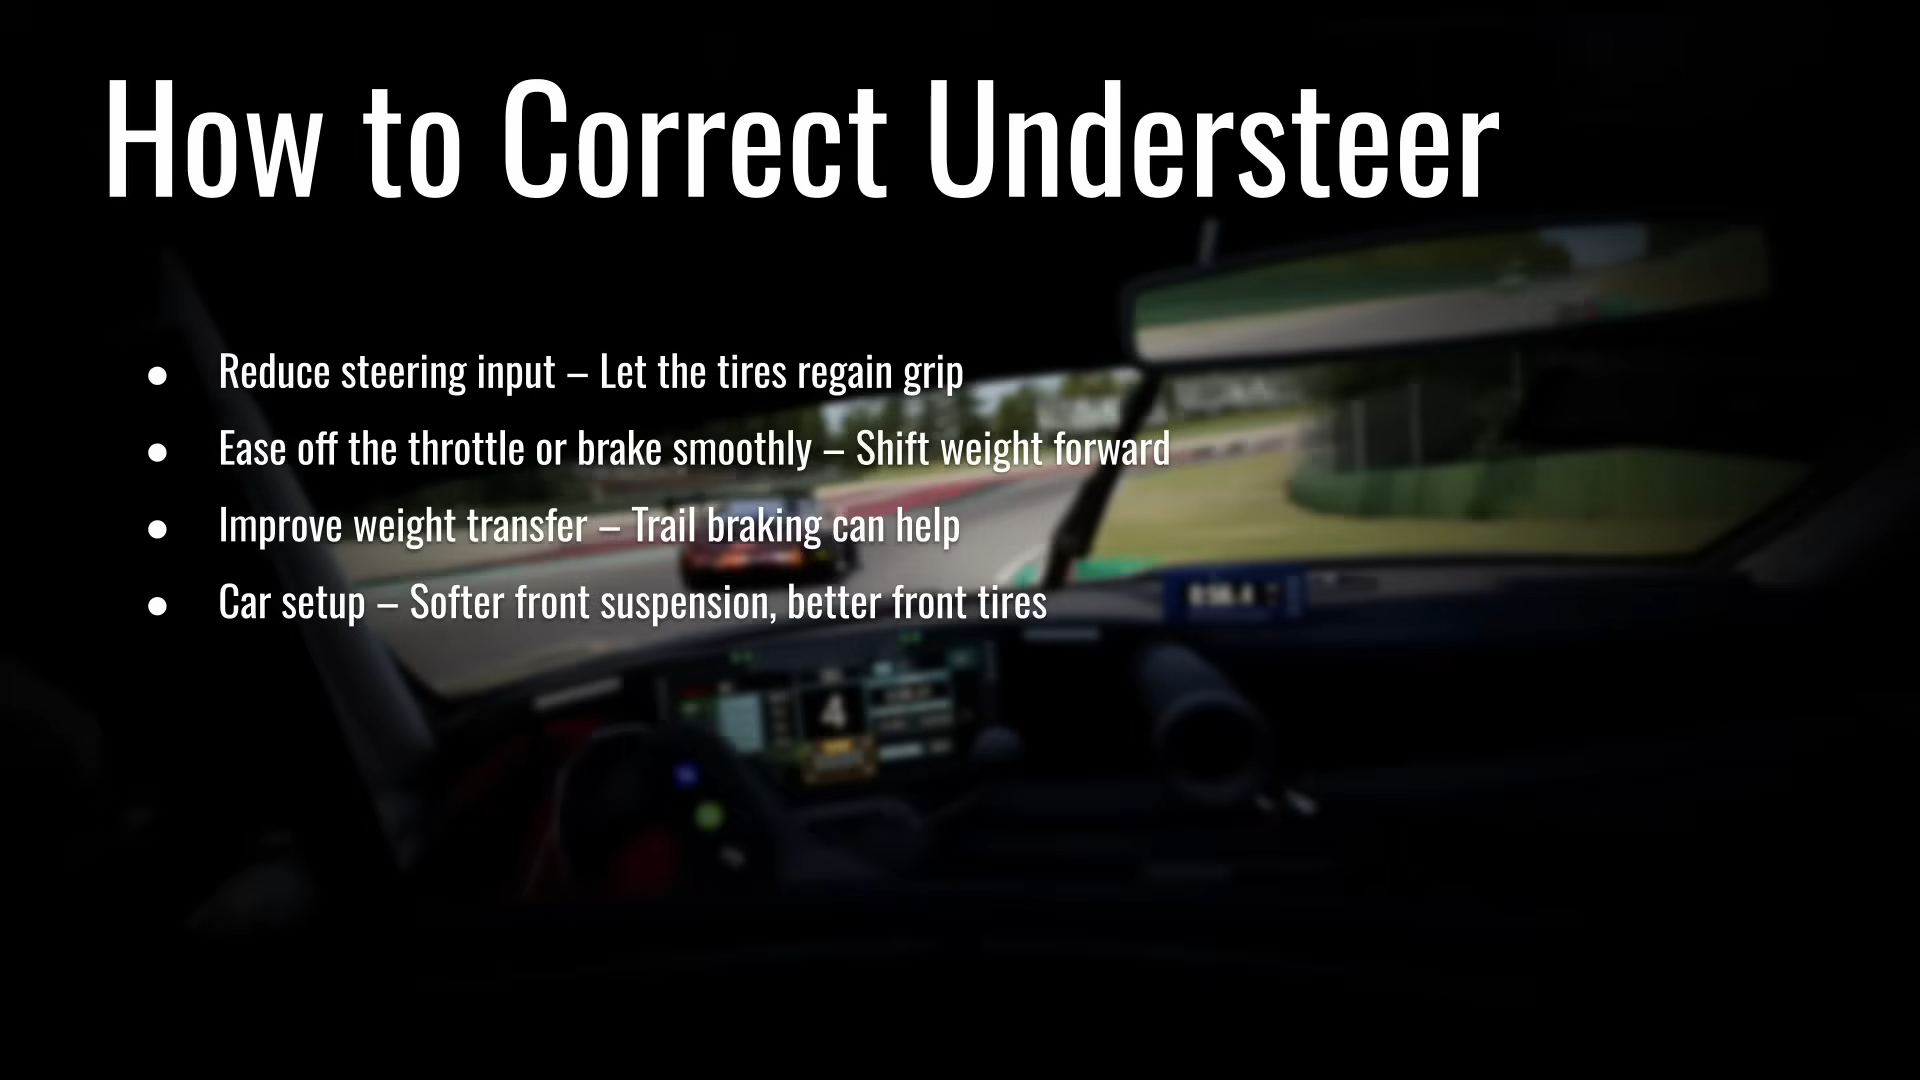 How to Correct Understeer
● Reduce steering input – Let the tires regain grip
● Ease off the throttle or brake smoothly – Shift weight forward
● Improve weight transfer – Trail braking can help
● Car setup – Softer front suspension, better front tires
4